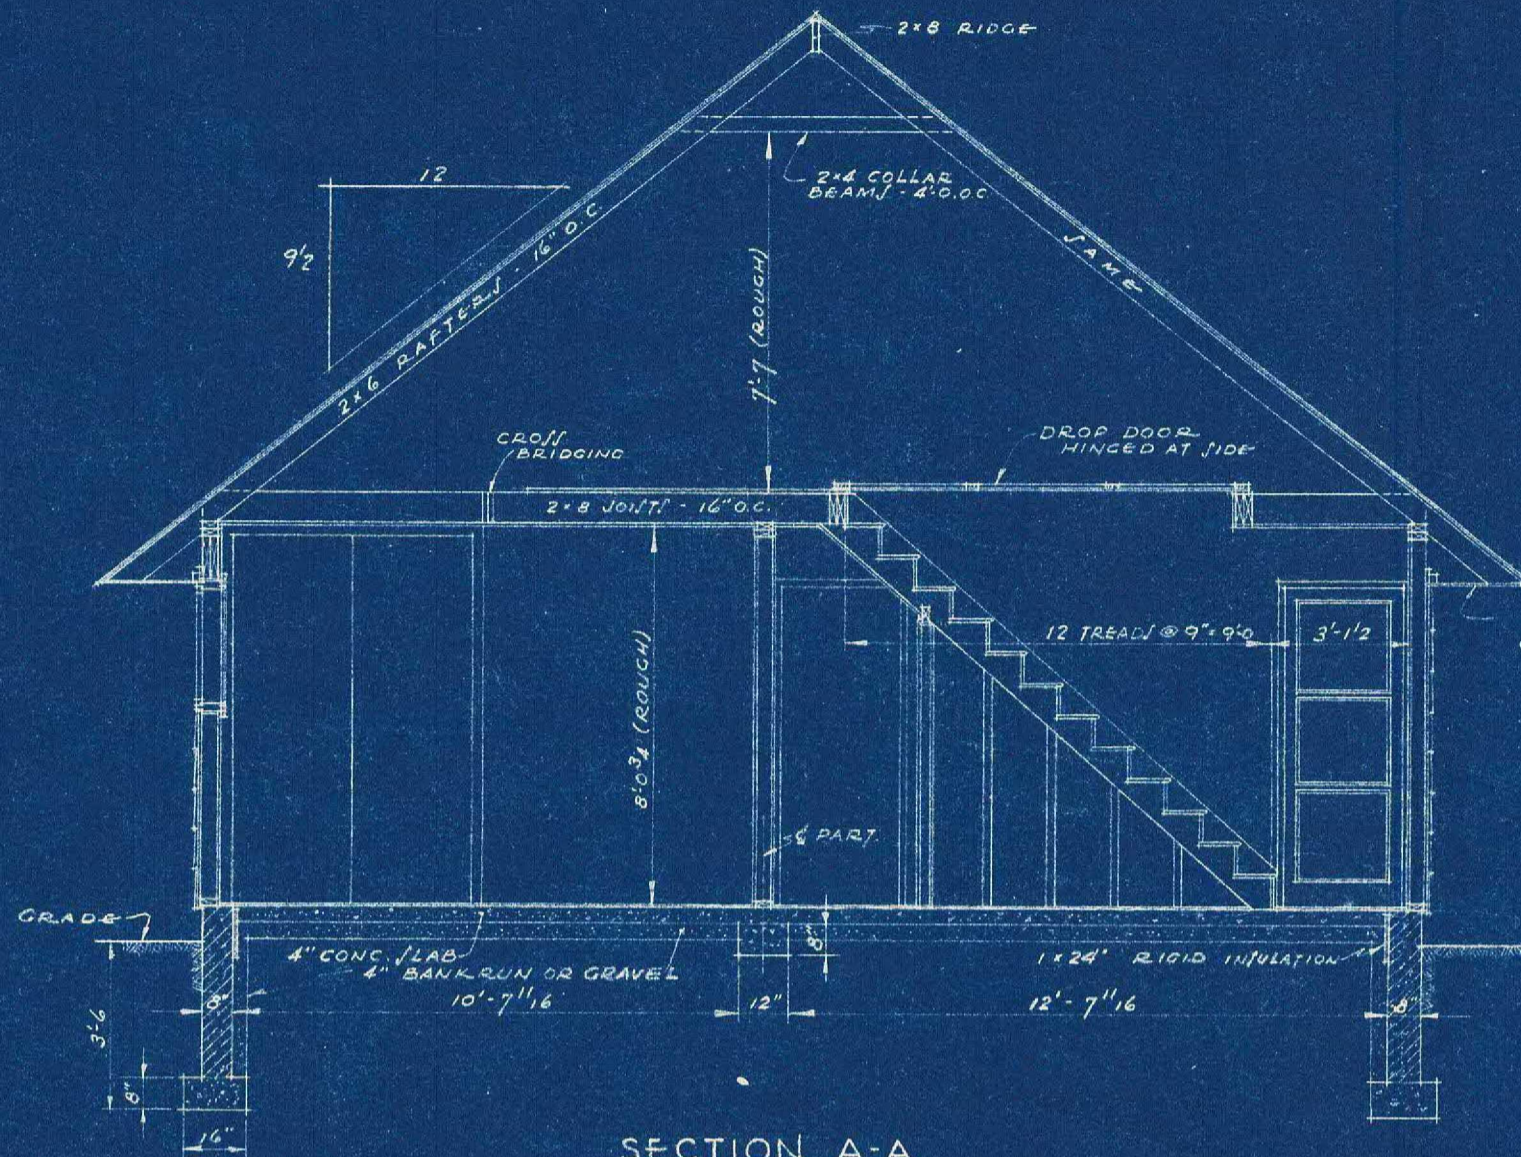 2×8 RIDGE
12
9½
2×6 RAFTERS - 16" O.C.
2×4 COLLAR
BEAMS - 4'-0. O.C.
SAME
7'-7 (ROUGH)
CROSS
BRIDGING
DROP DOOR
HINGED AT SIDE
2×8 JOISTS - 16" O.C.
12 TREADS @ 9" = 9'-0
3'-1½
8'-0¾ (ROUGH)
℄ PART.
GRADE
4" CONC. SLAB
4" BANKRUN OR GRAVEL
8"
1×24" RIGID INSULATION
8"
10'-7 11/16
12"
12'-7 11/16
8"
3'-6
8"
16"
SECTION A-A